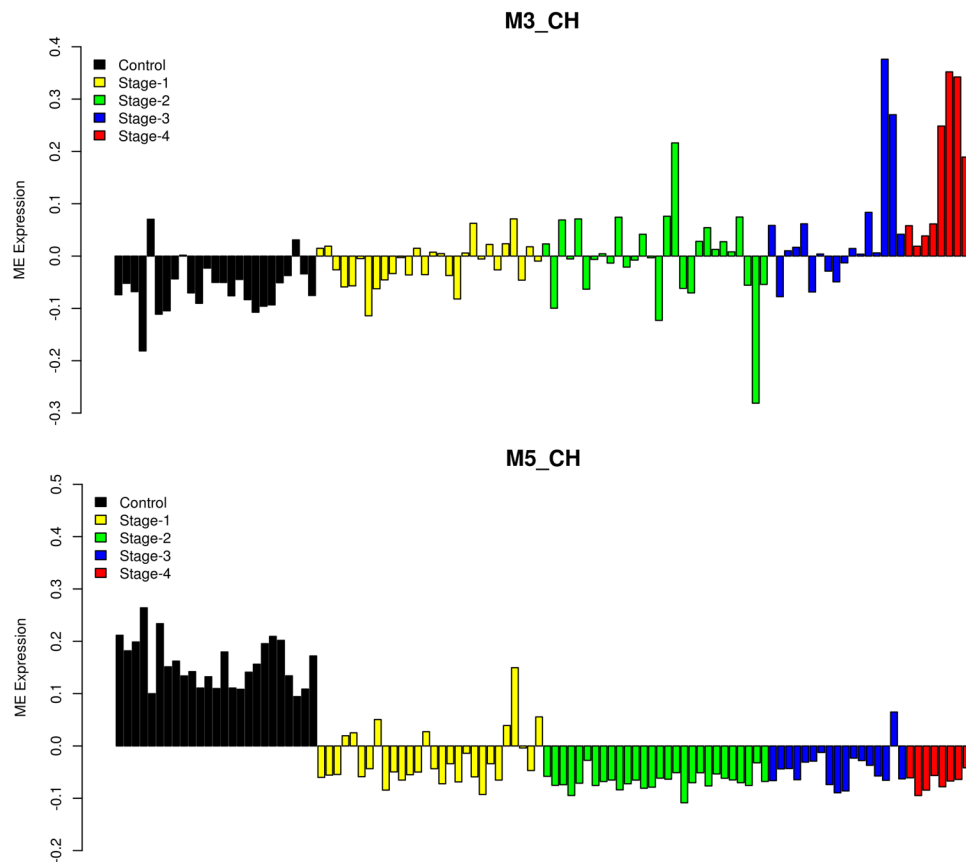 M3_CH
0.4
0.3
0.2
0.1
0.0
-0.1
-0.2
-0.3
ME Expression
Control
Stage-1
Stage-2
Stage-3
Stage-4
M5_CH
0.5
0.4
0.3
0.2
0.1
0.0
-0.1
-0.2
ME Expression
Control
Stage-1
Stage-2
Stage-3
Stage-4